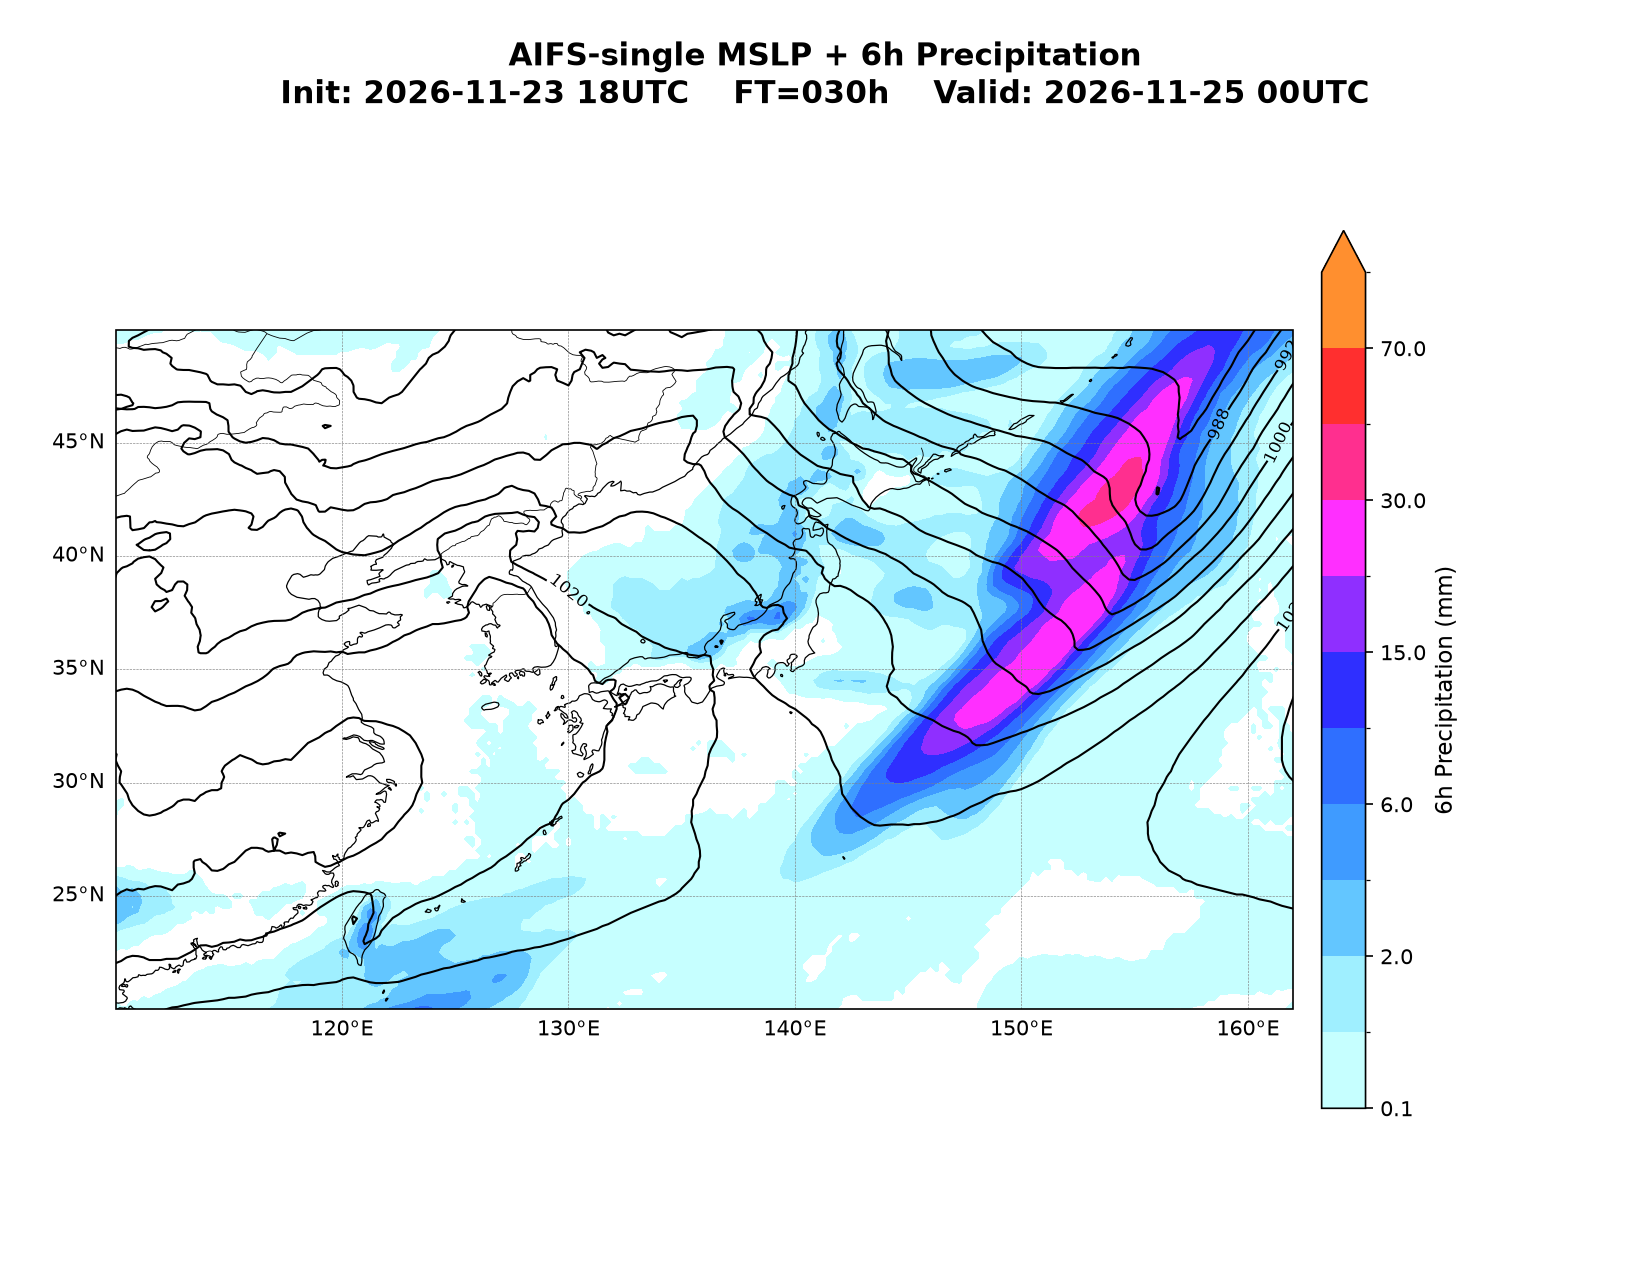 AIFS-single MSLP + 6h Precipitation
Init: 2026-11-23 18UTC    FT=030h    Valid: 2026-11-25 00UTC
70.0
30.0
15.0
6.0
2.0
0.1
6h Precipitation (mm)
45°N
40°N
35°N
30°N
25°N
120°E
130°E
140°E
150°E
160°E
992
988
1000
1020